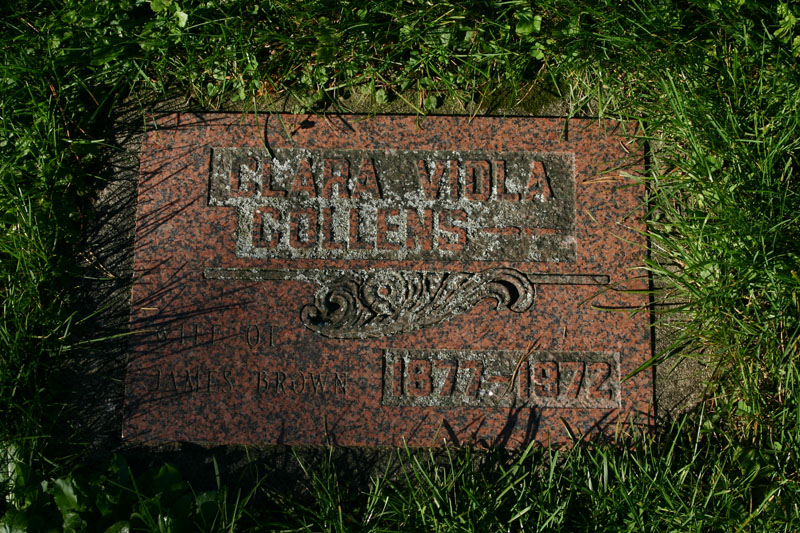 CLARA VIOLA
COLLENS
WIFE OF
JAMES BROWN
1877-1972